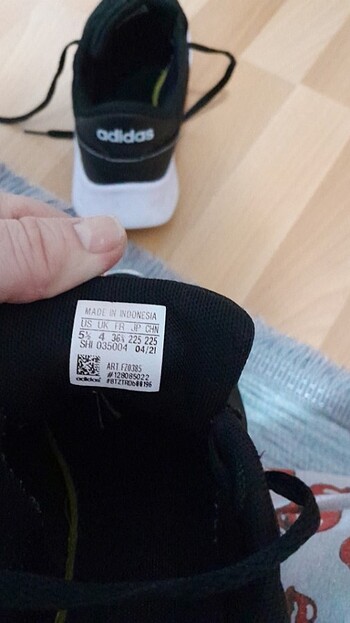 adidas
MADE IN INDONESIA
US UK FR JP CHN
5½ 4 36⅔ 225 225
SHI 035004 04/21
ART FZ0385
#128085022
adidas